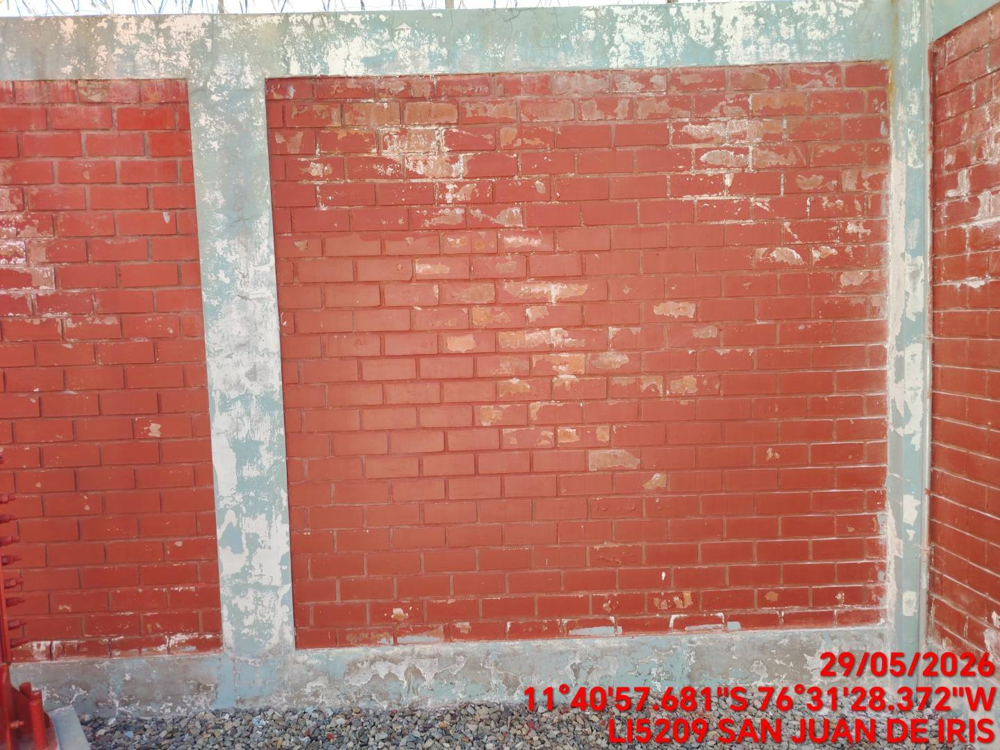 29/05/2026
11°40'57.681"S 76°31'28.372"W
LI5209 SAN JUAN DE IRIS